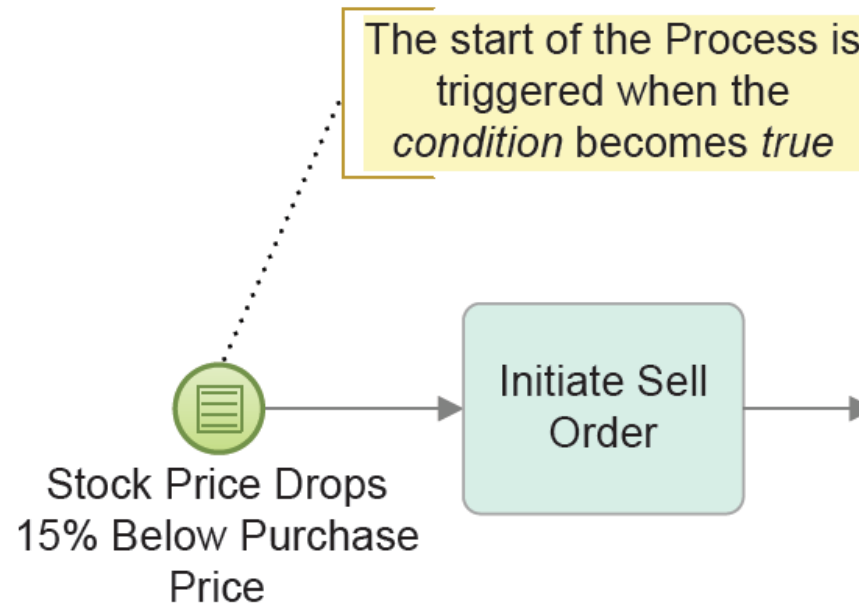 The start of the Process is
triggered when the
condition becomes true
Initiate Sell
Order
Stock Price Drops
15% Below Purchase
Price